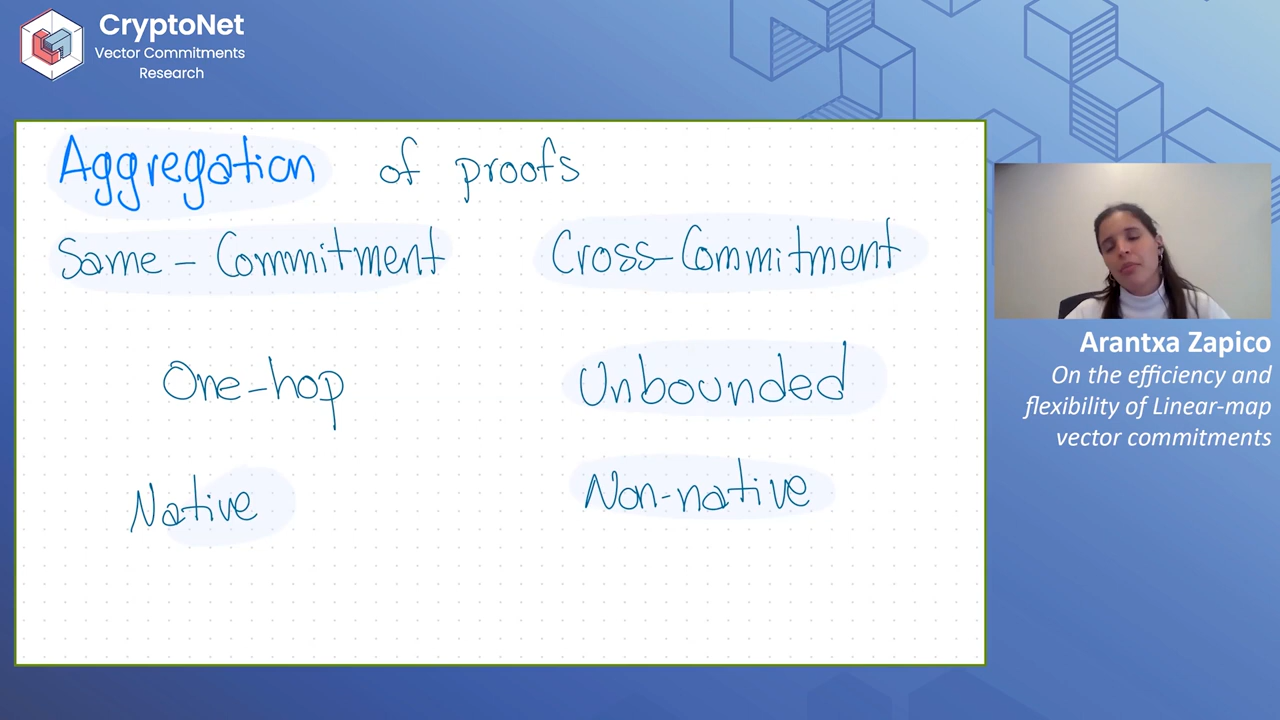 CryptoNet
Vector Commitments
Research
Aggregation of proofs
Same-Commitment Cross-Commitment
One-hop Unbounded
Native Non-native
Arantxa Zapico
On the efficiency and
flexibility of Linear-map
vector commitments